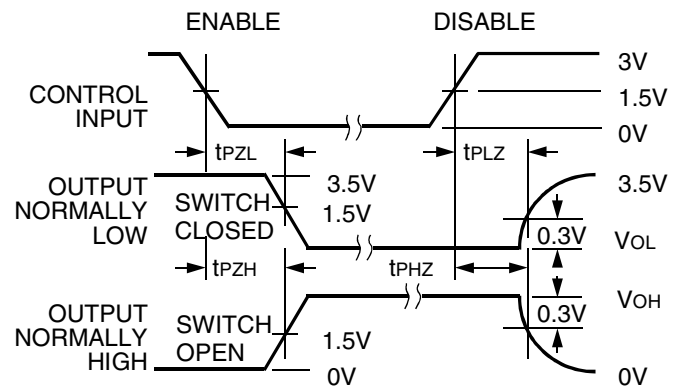 ENABLE DISABLE
CONTROL
INPUT
3V
1.5V
0V
tPZL tPLZ
OUTPUT
NORMALLY
LOW
SWITCH
CLOSED
3.5V
1.5V
3.5V
0.3V
VOL
tPZH tPHZ
OUTPUT
NORMALLY
HIGH
SWITCH
OPEN
1.5V
0V
VOH
0.3V
0V